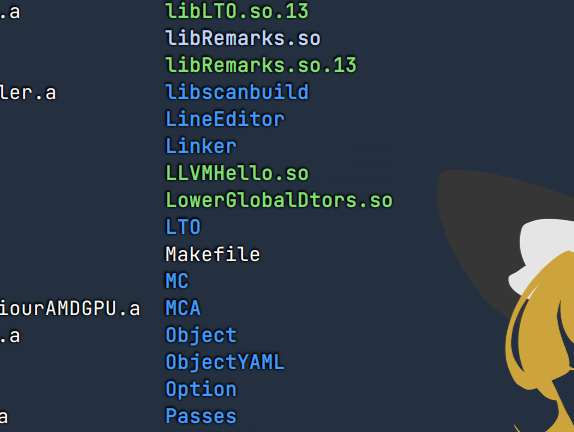 .a libLTO.so.13
libRemarks.so
libRemarks.so.13
ler.a libscanbuild
LineEditor
Linker
LLVMHello.so
LowerGlobalDtors.so
LTO
Makefile
MC
iourAMDGPU.a MCA
.a Object
ObjectYAML
Option
a Passes